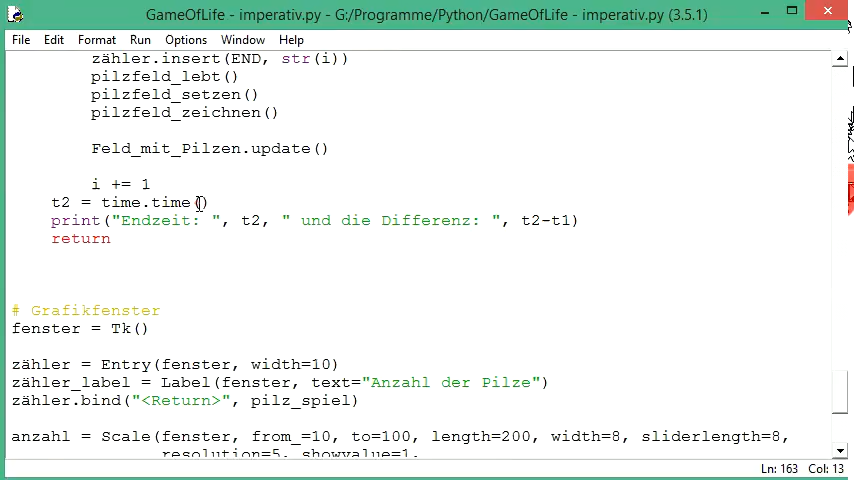 GameOfLife - imperativ.py - G:/Programme/Python/GameOfLife - imperativ.py (3.5.1)
File Edit Format Run Options Window Help
zähler.insert(END, str(i))
pilzfeld_lebt()
pilzfeld_setzen()
pilzfeld_zeichnen()
Feld_mit_Pilzen.update()
i += 1
t2 = time.time()
print("Endzeit: ", t2, " und die Differenz: ", t2-t1)
return
# Grafikfenster
fenster = Tk()
zähler = Entry(fenster, width=10)
zähler_label = Label(fenster, text="Anzahl der Pilze")
zähler.bind("<Return>", pilz_spiel)
anzahl = Scale(fenster, from_=10, to=100, length=200, width=8, sliderlength=8,
resolution=5, showvalue=1,
Ln: 163 Col: 13